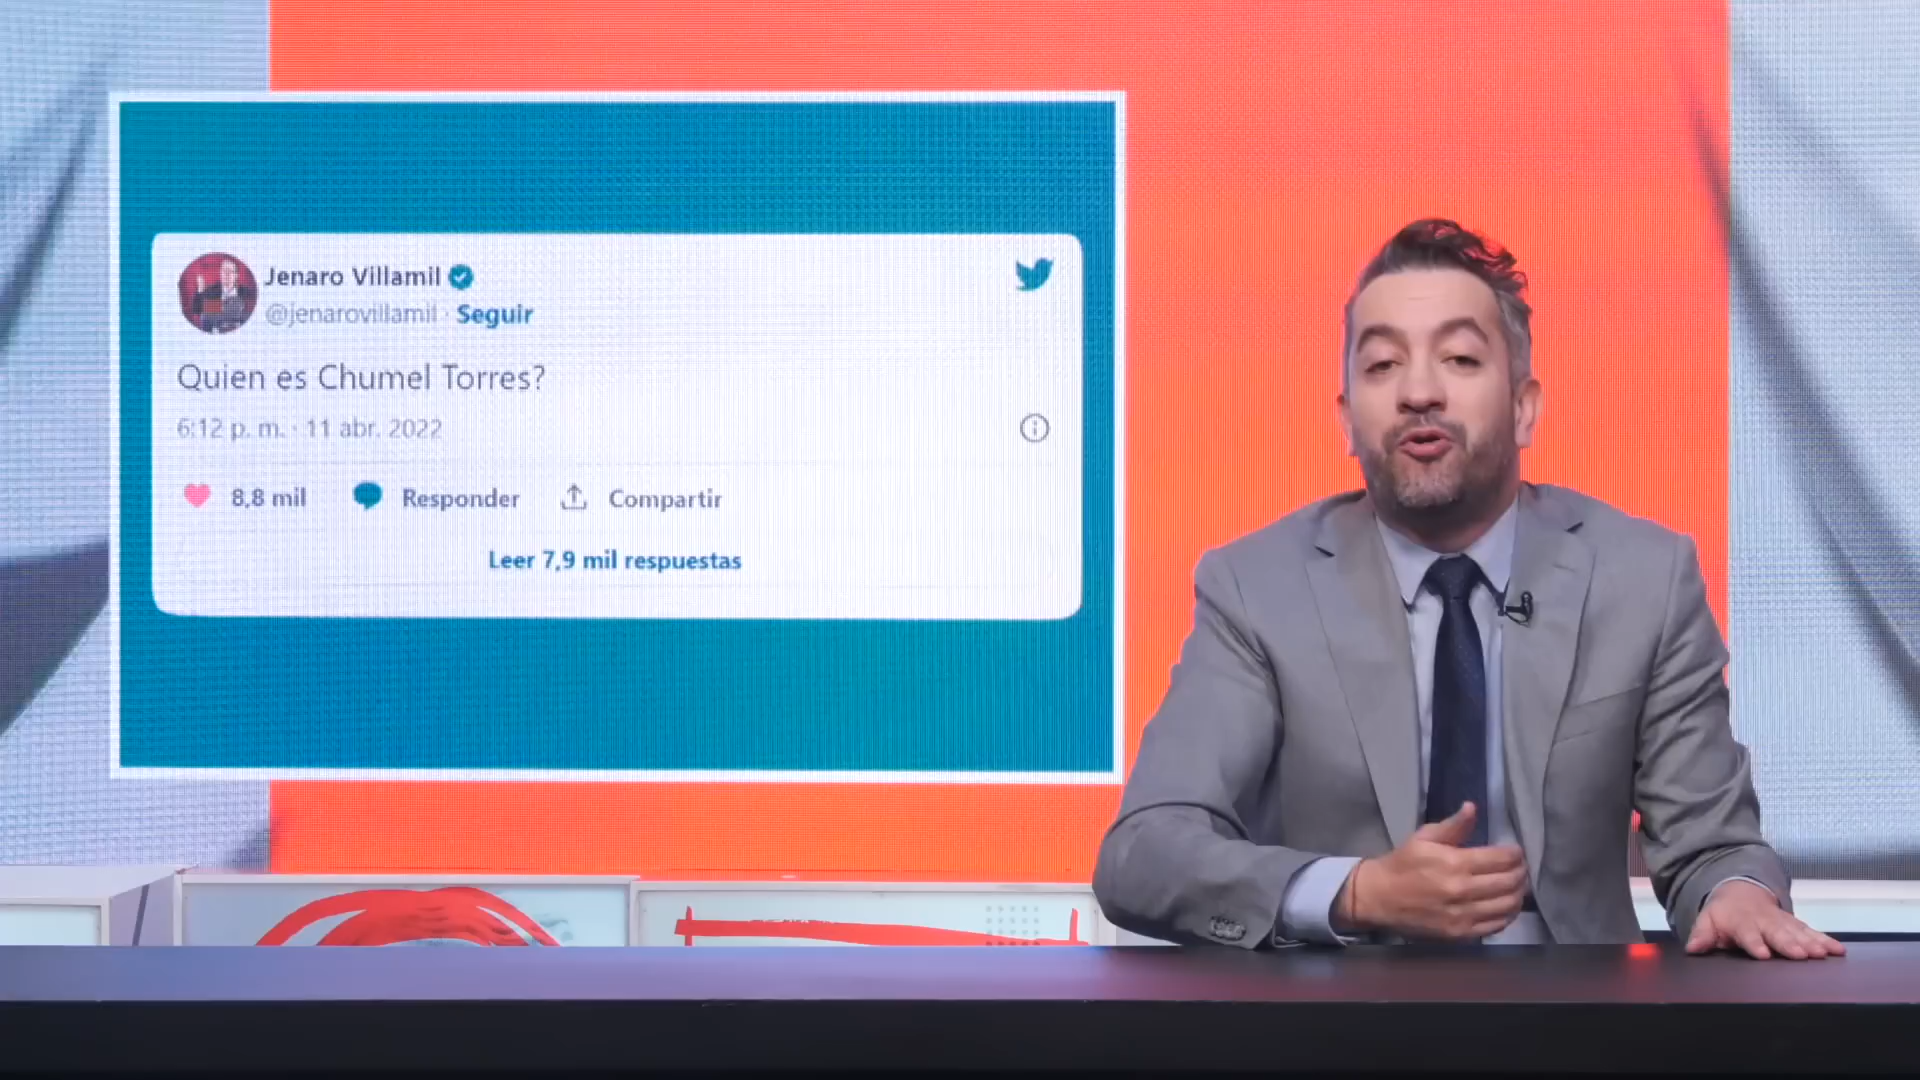 Jenaro Villamil
@jenarovillamil · Seguir
Quien es Chumel Torres?
6:12 p. m. · 11 abr. 2022
8,8 mil Responder Compartir
Leer 7,9 mil respuestas